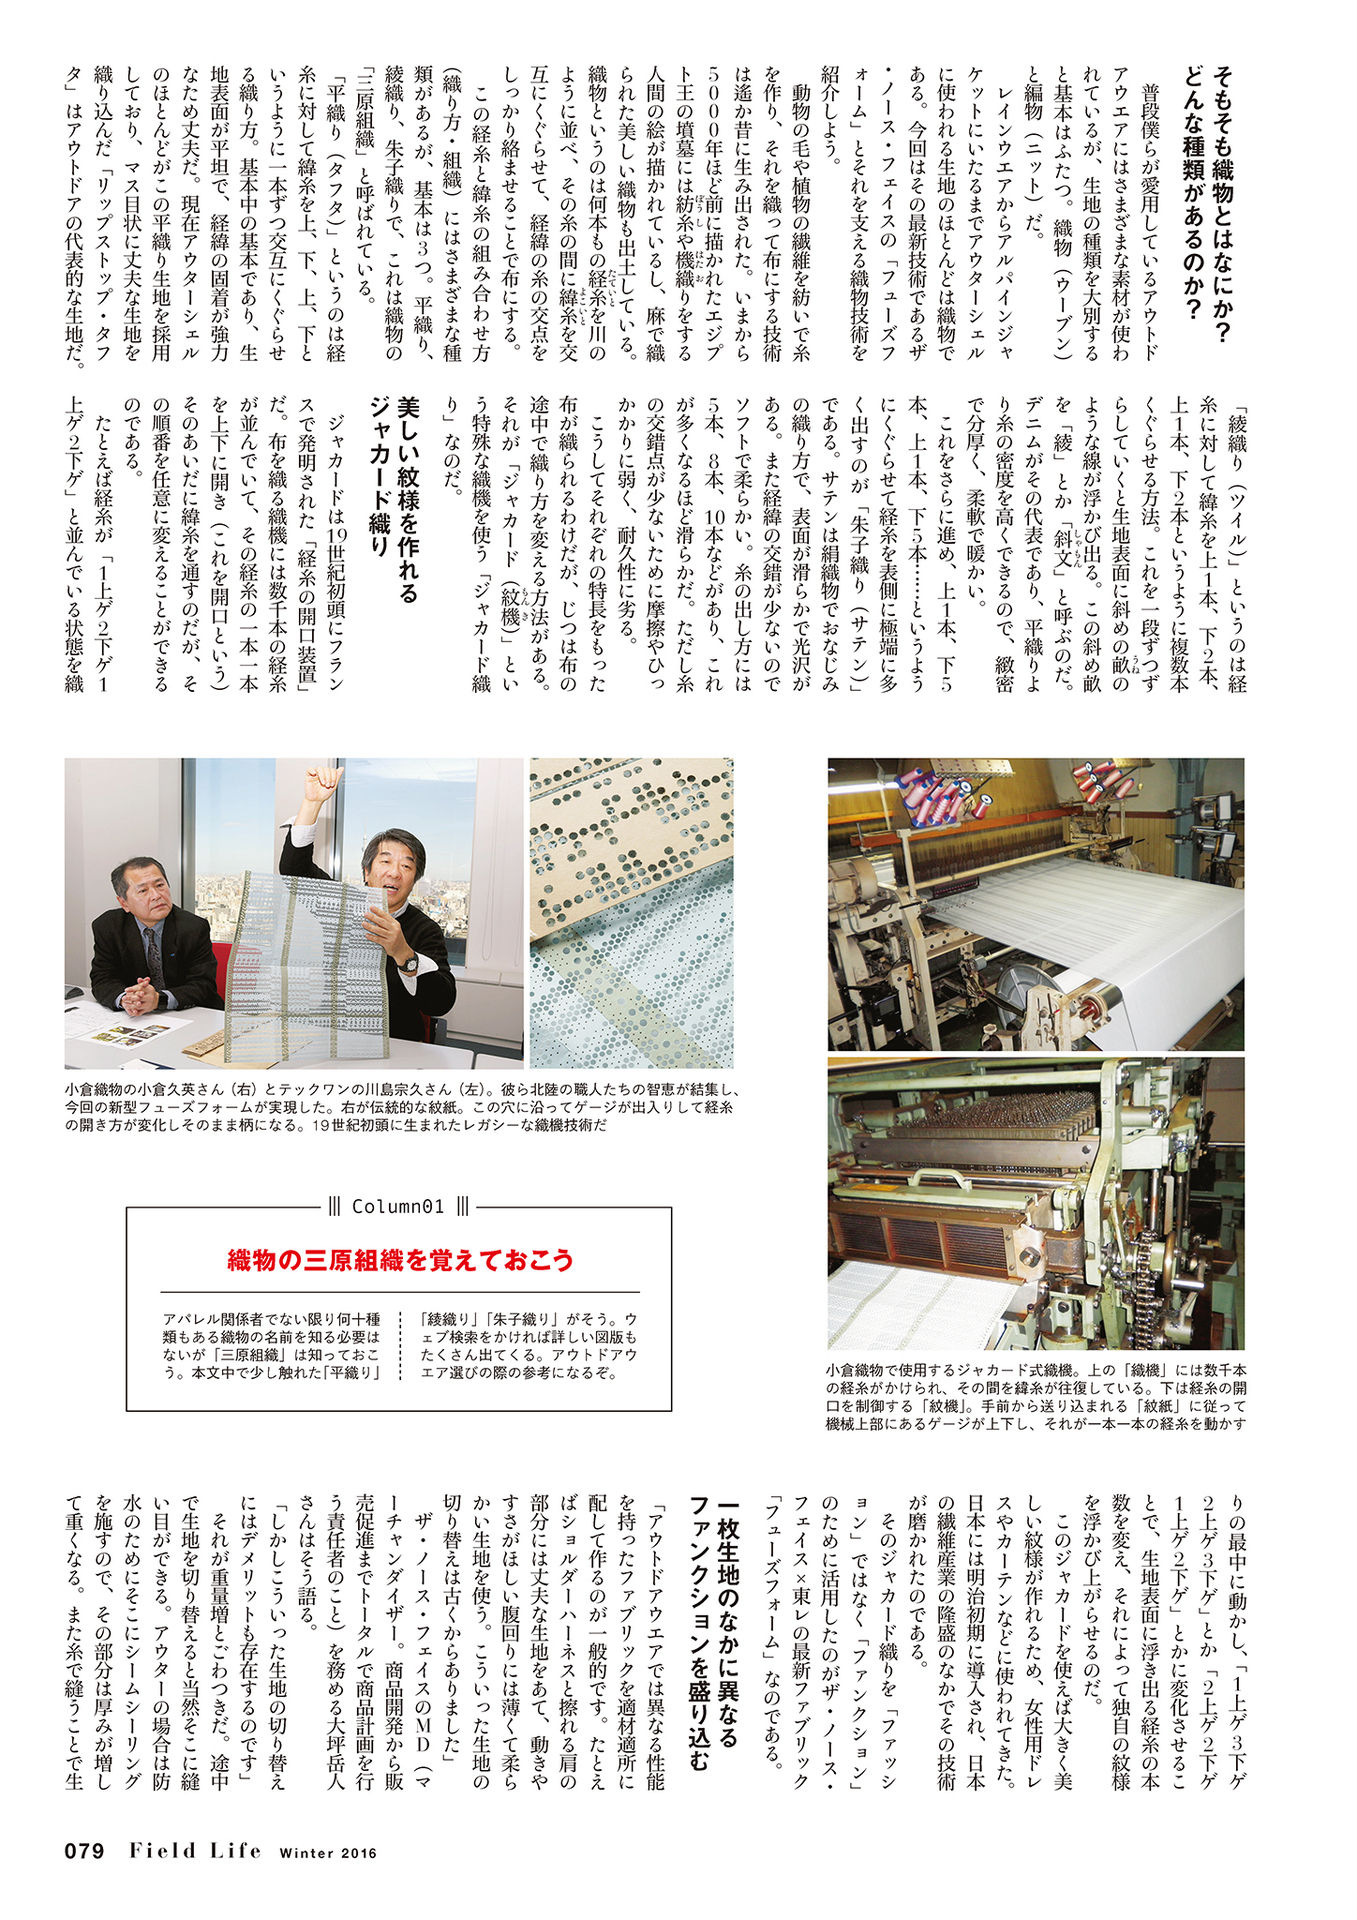 そもそも織物とはなにか？
どんな種類があるのか？
普段僕らが愛用しているアウトド
アウエアにはさまざまな素材が使わ
れているが、生地の種類を大別する
と基本はふたつ。織物（ウーブン）
と編物（ニット）だ。
レインウエアからアルパインジャ
ケットにいたるまでアウターシェル
に使われる生地のほとんどは織物で
ある。今回はその最新技術であるザ
・ノース・フェイスの「フューズフ
ォーム」とそれを支える織物技術を
紹介しよう。
動物の毛や植物の繊維を紡いで糸
を作り、それを織って布にする技術
は遙か昔に生み出された。いまから
5000年ほど前に描かれたエジプ
ト王の墳墓には紡糸や機織りをする
人間の絵が描かれているし、麻で織
られた美しい織物も出土している。
織物というのは何本もの経糸を川の
ように並べ、その糸の間に緯糸を交
互にくぐらせて、経緯の糸の交点を
しっかり絡ませることで布にする。
この経糸と緯糸の組み合わせ方
（織り方・組織）にはさまざまな種
類があるが、基本は3つ。平織り、
綾織り、朱子織りで、これは織物の
「三原組織」と呼ばれている。
「平織り（タフタ）」というのは経
糸に対して緯糸を上、下、上、下と
いうように一本ずつ交互にくぐらせ
る織り方。基本中の基本であり、生
地表面が平坦で、経緯の固着が強力
なため丈夫だ。現在アウターシェル
のほとんどがこの平織り生地を採用
しており、マス目状に丈夫な生地を
織り込んだ「リップストップ・タフ
タ」はアウトドアの代表的な生地だ。
「綾織り（ツイル）」というのは経
糸に対して緯糸を上1本、下2本、
上1本、下2本というように複数本
くぐらせる方法。これを一段ずつず
らしていくと生地表面に斜めの畝の
ような線が浮かび出る。この斜め畝
を「綾」とか「斜文」と呼ぶのだ。
デニムがその代表であり、平織りよ
り糸の密度を高くできるので、緻密
で分厚く、柔軟で暖かい。
これをさらに進め、上1本、下5
本、上1本、下5本……というよう
にくぐらせて経糸を表側に極端に多
く出すのが「朱子織り（サテン）」
である。サテンは絹織物でおなじみ
の織り方で、表面が滑らかで光沢が
ある。また経緯の交錯が少ないので
ソフトで柔らかい。糸の出し方には
5本、8本、10本などがあり、これ
が多くなるほど滑らかだ。ただし糸
の交錯点が少ないために摩擦やひっ
かかりに弱く、耐久性に劣る。
こうしてそれぞれの特長をもった
布が織られるわけだが、じつは布の
途中で織り方を変える方法がある。
それが「ジャカード（紋機）」とい
う特殊な織機を使う「ジャカード織
り」なのだ。
美しい紋様を作れる
ジャカード織り
ジャカードは19世紀初頭にフラン
スで発明された「経糸の開口装置」
だ。布を織る織機には数千本の経糸
が並んでいて、その経糸の一本一本
を上下に開き（これを開口という）
そのあいだに緯糸を通すのだが、そ
の順番を任意に変えることができる
のである。
たとえば経糸が「1上ゲ2下ゲ1
上ゲ2下ゲ」と並んでいる状態を織
小倉織物の小倉久英さん（右）とテックワンの川島宗久さん（左）。彼ら北陸の職人たちの智恵が結集し、
今回の新型フューズフォームが実現した。右が伝統的な紋紙。この穴に沿ってゲージが出入りして経糸
の開き方が変化しそのまま柄になる。19世紀初頭に生まれたレガシーな織機技術だ
小倉織物で使用するジャカード式織機。上の「織機」には数千本
の経糸がかけられ、その間を緯糸が往復している。下は経糸の開
口を制御する「紋機」。手前から送り込まれる「紋紙」に従って
機械上部にあるゲージが上下し、それが一本一本の経糸を動かす
Column01
織物の三原組織を覚えておこう
アパレル関係者でない限り何十種
類もある織物の名前を知る必要は
ないが「三原組織」は知っておこ
う。本文中で少し触れた「平織り」
「綾織り」「朱子織り」がそう。ウ
ェブ検索をかければ詳しい図版も
たくさん出てくる。アウトドアウ
エア選びの際の参考になるぞ。
りの最中に動かし、「1上ゲ3下ゲ
2上ゲ3下ゲ」とか「2上ゲ2下ゲ
1上ゲ2下ゲ」とかに変化させるこ
とで、生地表面に浮き出る経糸の本
数を変え、それによって独自の紋様
を浮かび上がらせるのだ。
このジャカードを使えば大きく美
しい紋様が作れるため、女性用ドレ
スやカーテンなどに使われてきた。
日本には明治初期に導入され、日本
の繊維産業の隆盛のなかでその技術
が磨かれたのである。
そのジャカード織りを「ファッシ
ョン」ではなく「ファンクション」
のために活用したのがザ・ノース・
フェイス×東レの最新ファブリック
「フューズフォーム」なのである。
一枚生地のなかに異なる
ファンクションを盛り込む
「アウトドアウエアでは異なる性能
を持ったファブリックを適材適所に
配して作るのが一般的です。たとえ
ばショルダーハーネスと擦れる肩の
部分には丈夫な生地をあて、動きや
すさがほしい腹回りには薄くて柔ら
かい生地を使う。こういった生地の
切り替えは古くからありました」
ザ・ノース・フェイスのMD（マ
ーチャンダイザー。商品開発から販
売促進までトータルで商品計画を行
う責任者のこと）を務める大坪岳人
さんはそう語る。
「しかしこういった生地の切り替え
にはデメリットも存在するのです」
それが重量増とごわつきだ。途中
で生地を切り替えると当然そこに縫
い目ができる。アウターの場合は防
水のためにそこにシームシーリング
を施すので、その部分は厚みが増し
て重くなる。また糸で縫うことで生
079 Field Life Winter 2016